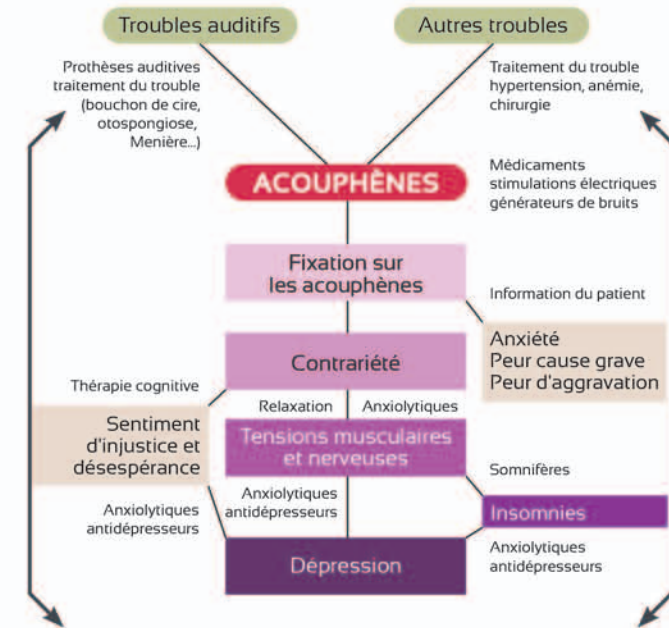 Troubles auditifs
Autres troubles
Prothèses auditives
traitement du trouble
(bouchon de cire,
otospongiose,
Menière...)
Traitement du trouble
hypertension, anémie,
chirurgie
ACOUPHÈNES
Médicaments
stimulations électriques
générateurs de bruits
Fixation sur
les acouphènes
Information du patient
Anxiété
Peur cause grave
Peur d'aggravation
Contrariété
Thérapie cognitive
Relaxation
Anxiolytiques
Sentiment
d'injustice et
désespérance
Tensions musculaires
et nerveuses
Somnifères
Anxiolytiques
antidépresseurs
Anxiolytiques
antidépresseurs
Insomnies
Anxiolytiques
antidépresseurs
Dépression